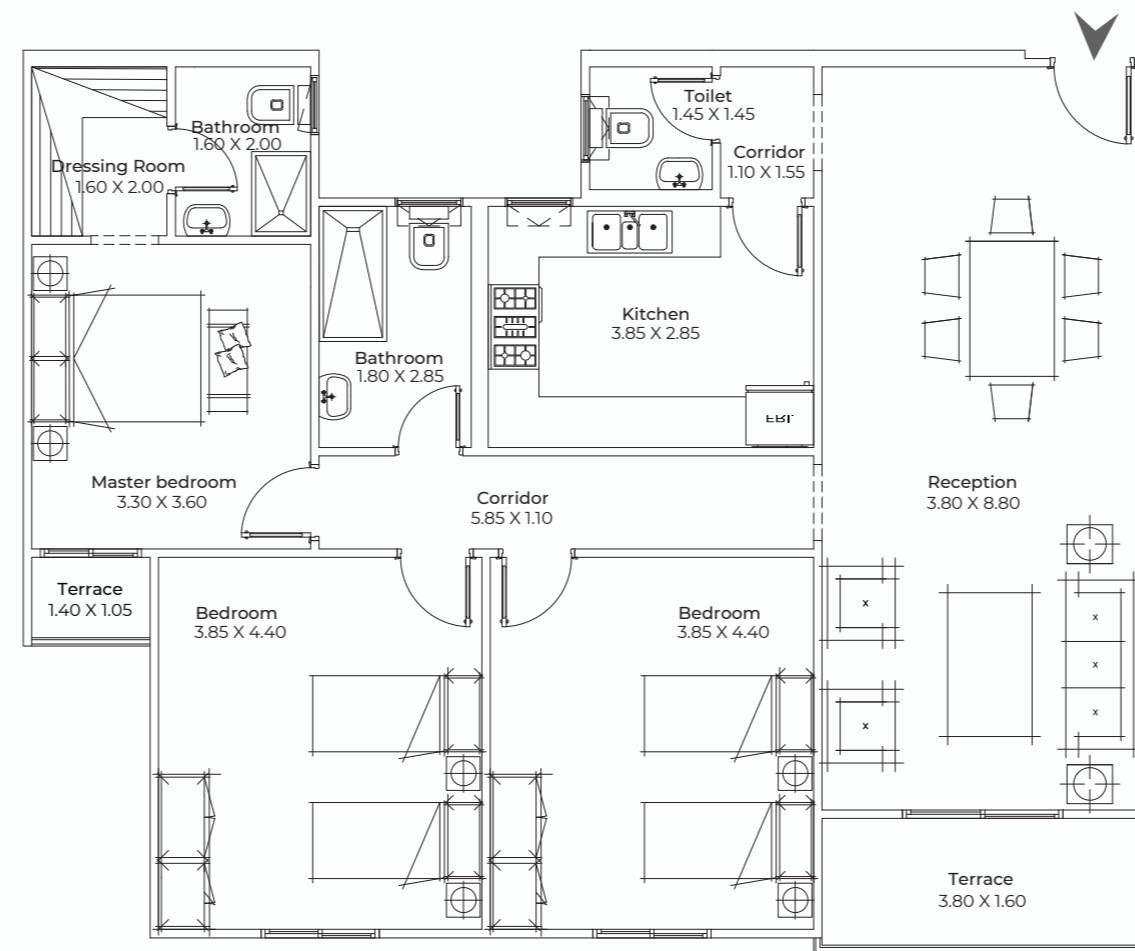 Toilet
1.45 X 1.45
Bathroom
1.60 X 2.00
Corridor
1.10 X 1.55
Dressing Room
1.60 X 2.00
Kitchen
3.85 X 2.85
Bathroom
1.80 X 2.85
FRI.
Master bedroom
3.30 X 3.60
Corridor
5.85 X 1.10
Reception
3.80 X 8.80
Terrace
1.40 X 1.05
Bedroom
3.85 X 4.40
Bedroom
3.85 X 4.40
x
x
x
x
x
Terrace
3.80 X 1.60